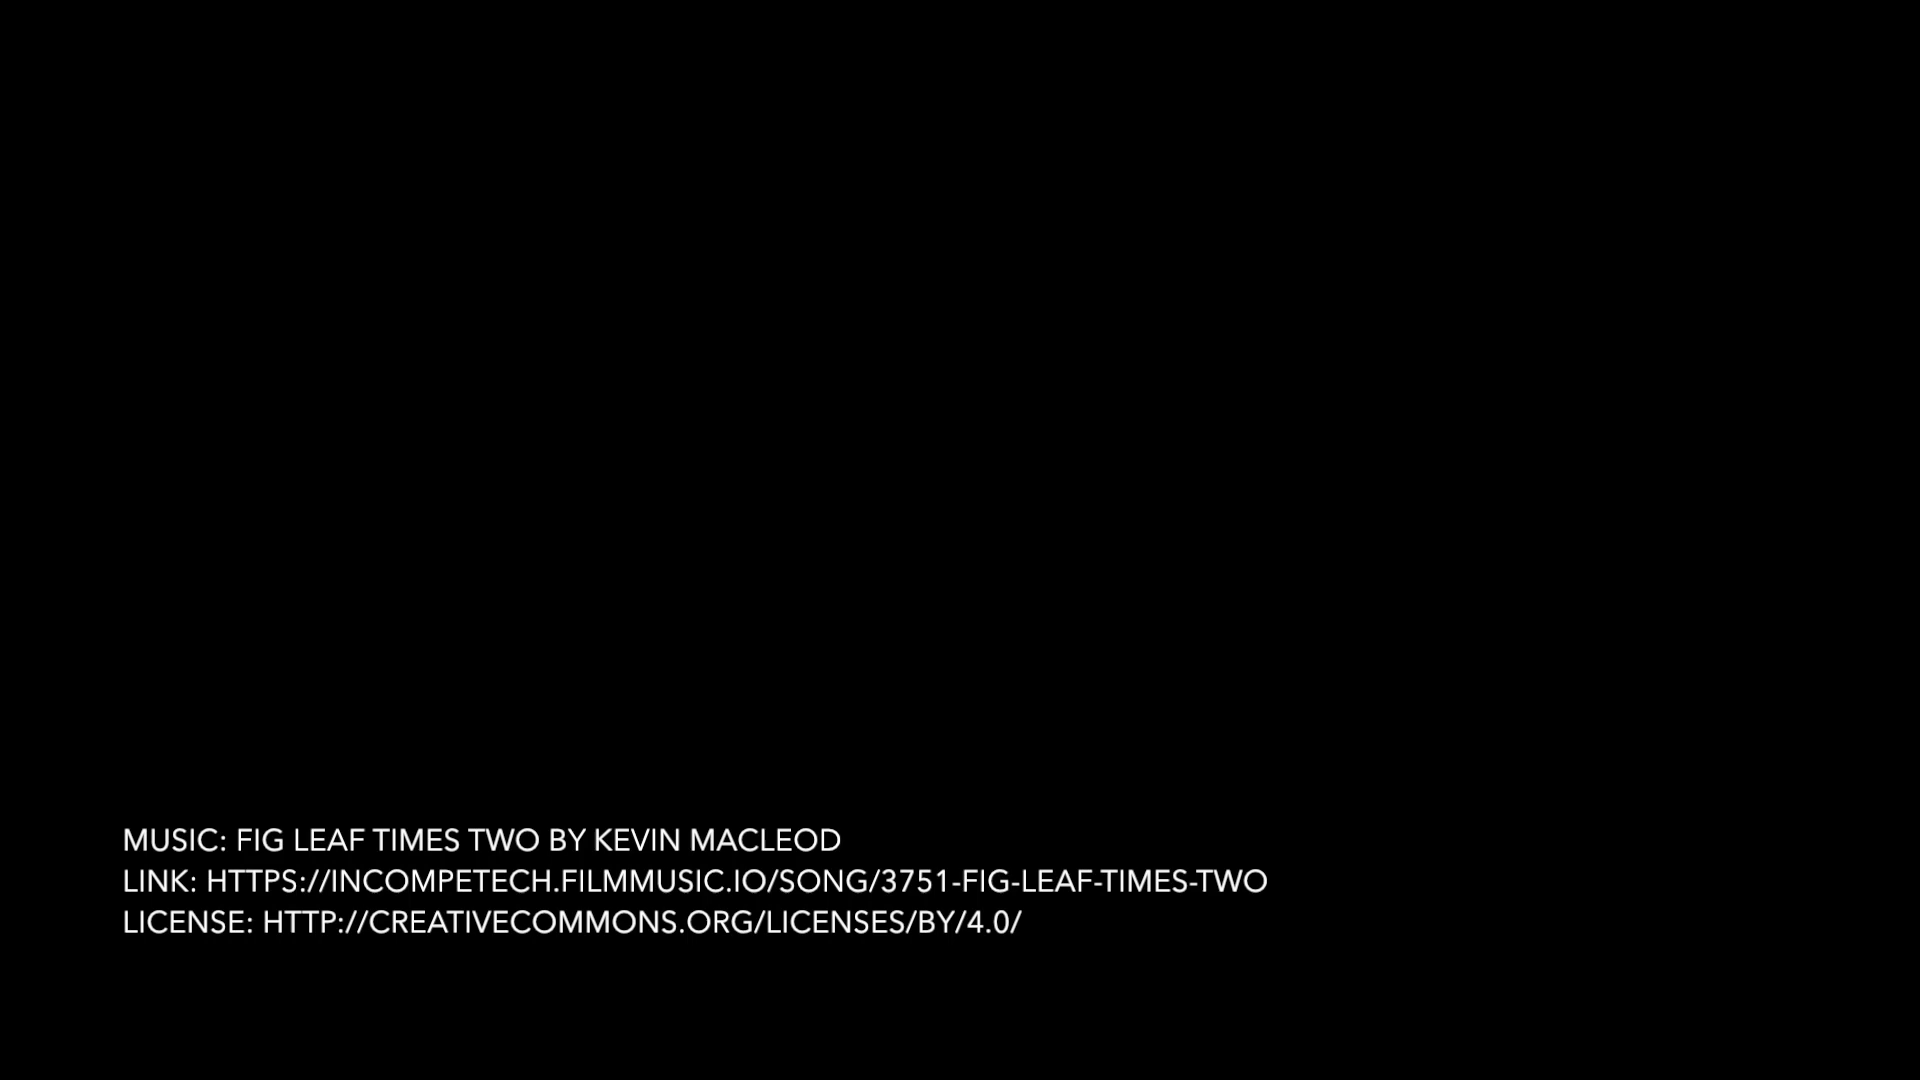 MUSIC: FIG LEAF TIMES TWO BY KEVIN MACLEOD
LINK: HTTPS://INCOMPETECH.FILMMUSIC.IO/SONG/3751-FIG-LEAF-TIMES-TWO
LICENSE: HTTP://CREATIVECOMMONS.ORG/LICENSES/BY/4.0/